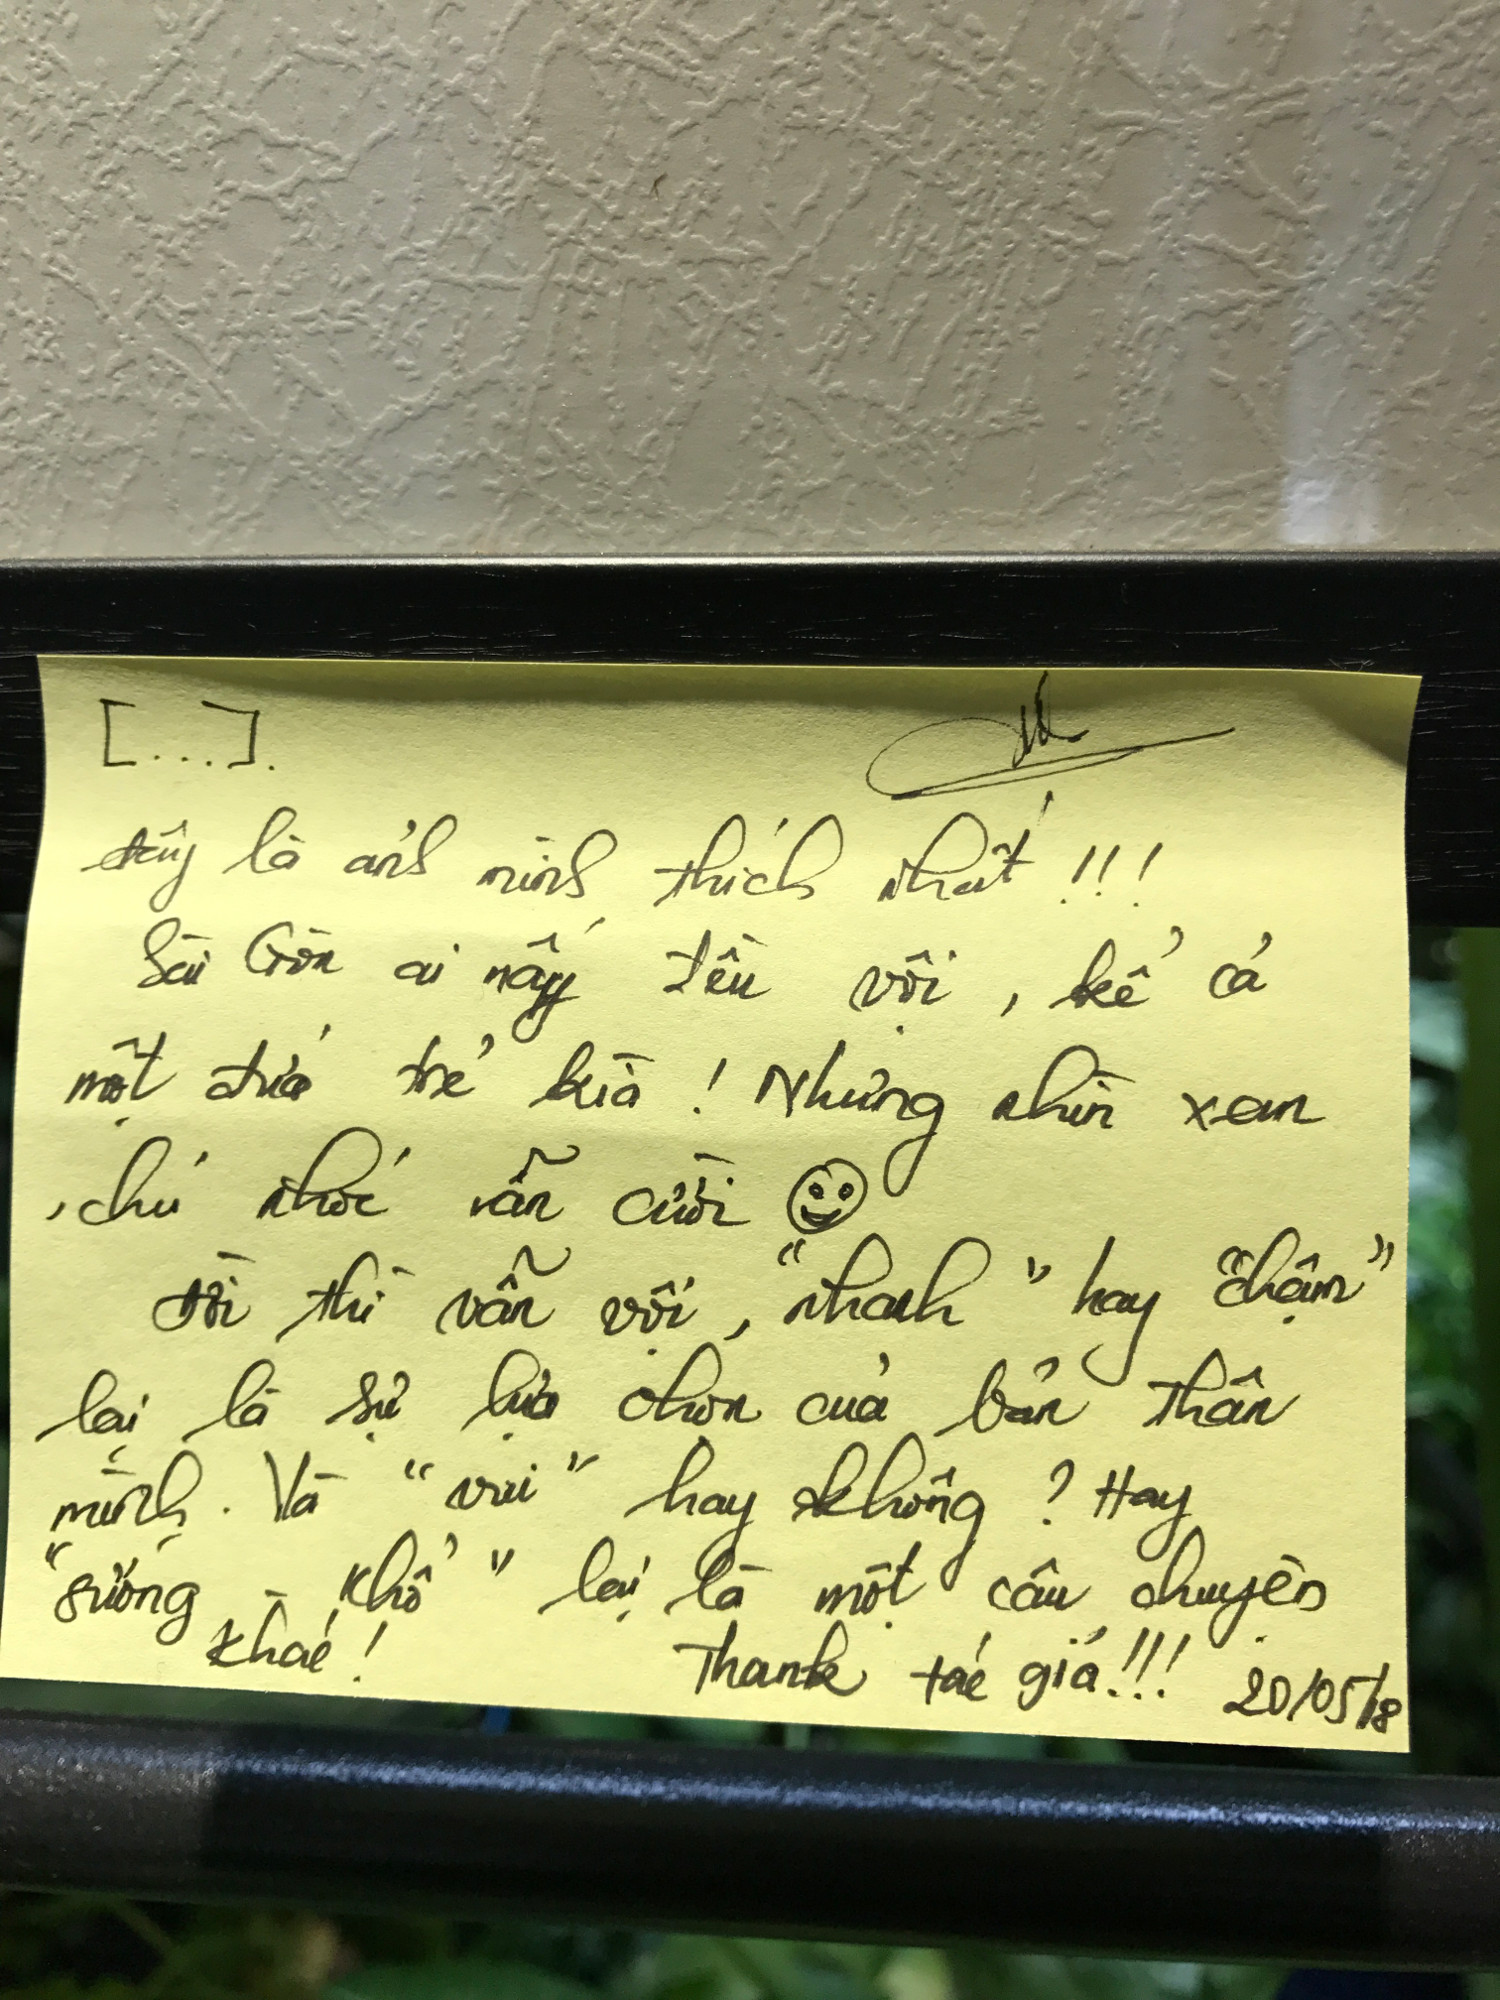 [...].
đây là ảnh mình thích nhất!!!
Sài Gòn ai nấy đều vội, kể cả
một đứa trẻ kia! Nhưng nhìn xem
, chú nhóc vẫn cười
đời thì vẫn vội, "nhanh" hay "chậm"
lại là sự lựa chọn của bản thân
mình. Và "vui" hay không? Hay
"sướng - khổ" lại là một câu chuyện
khác! Thank tác giả!!! 20/05/18